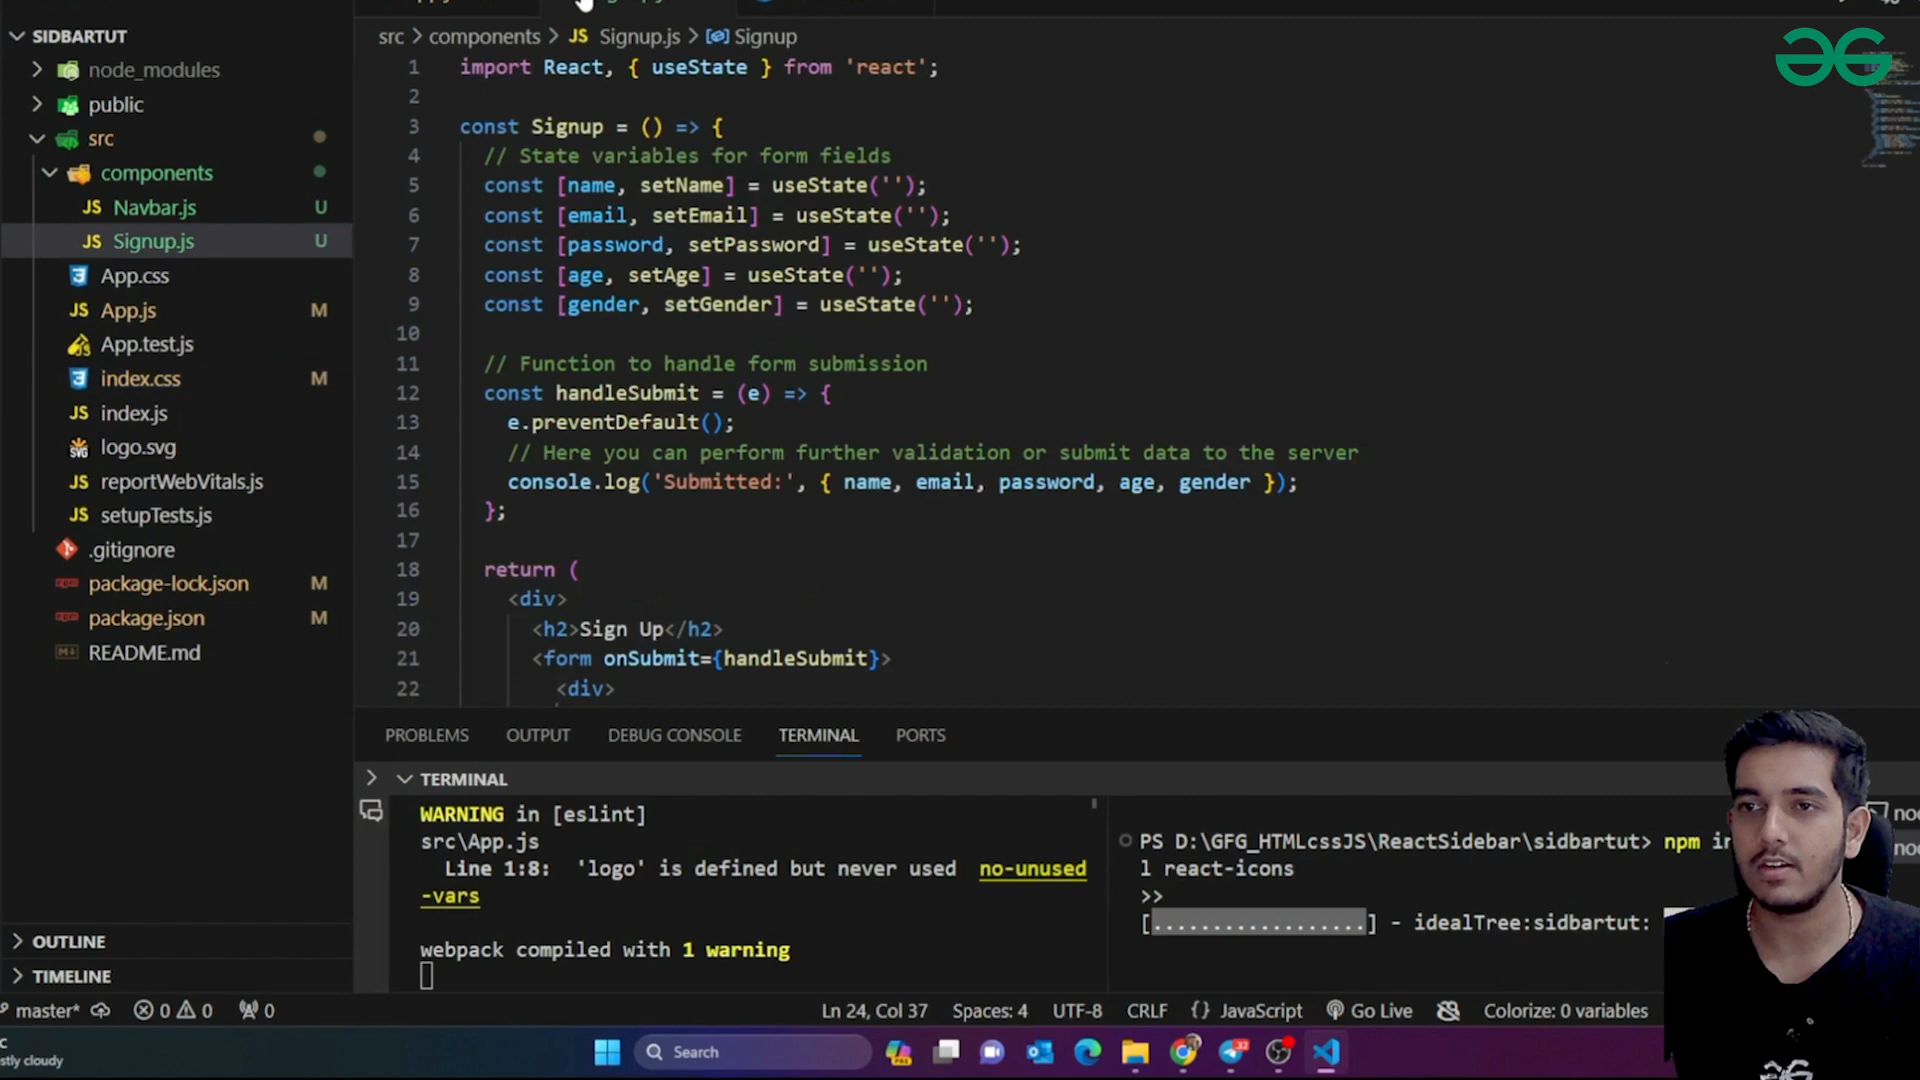 SIDBARTUT
node_modules
public
src
components
JS Navbar.js U
JS Signup.js U
App.css
JS App.js M
App.test.js
index.css M
JS index.js
SVG logo.svg
JS reportWebVitals.js
JS setupTests.js
.gitignore
package-lock.json M
package.json M
README.md
OUTLINE
TIMELINE
src > components > JS Signup.js > Signup
1 import React, { useState } from 'react';
2
3 const Signup = () => {
4 // State variables for form fields
5 const [name, setName] = useState('');
6 const [email, setEmail] = useState('');
7 const [password, setPassword] = useState('');
8 const [age, setAge] = useState('');
9 const [gender, setGender] = useState('');
10
11 // Function to handle form submission
12 const handleSubmit = (e) => {
13 e.preventDefault();
14 // Here you can perform further validation or submit data to the server
15 console.log('Submitted:', { name, email, password, age, gender });
16 };
17
18 return (
19 <div>
20 <h2>Sign Up</h2>
21 <form onSubmit={handleSubmit}>
22 <div>
PROBLEMS OUTPUT DEBUG CONSOLE TERMINAL PORTS
TERMINAL
WARNING in [eslint]
src\App.js
Line 1:8: 'logo' is defined but never used no-unused
-vars
webpack compiled with 1 warning
PS D:\GFG_HTMLcssJS\ReactSidebar\sidbartut> npm in
l react-icons
>>
[..................] - idealTree:sidbartut:
master* 0 0 0 Ln 24, Col 37 Spaces: 4 UTF-8 CRLF {} JavaScript Go Live Colorize: 0 variables
stly cloudy
Search